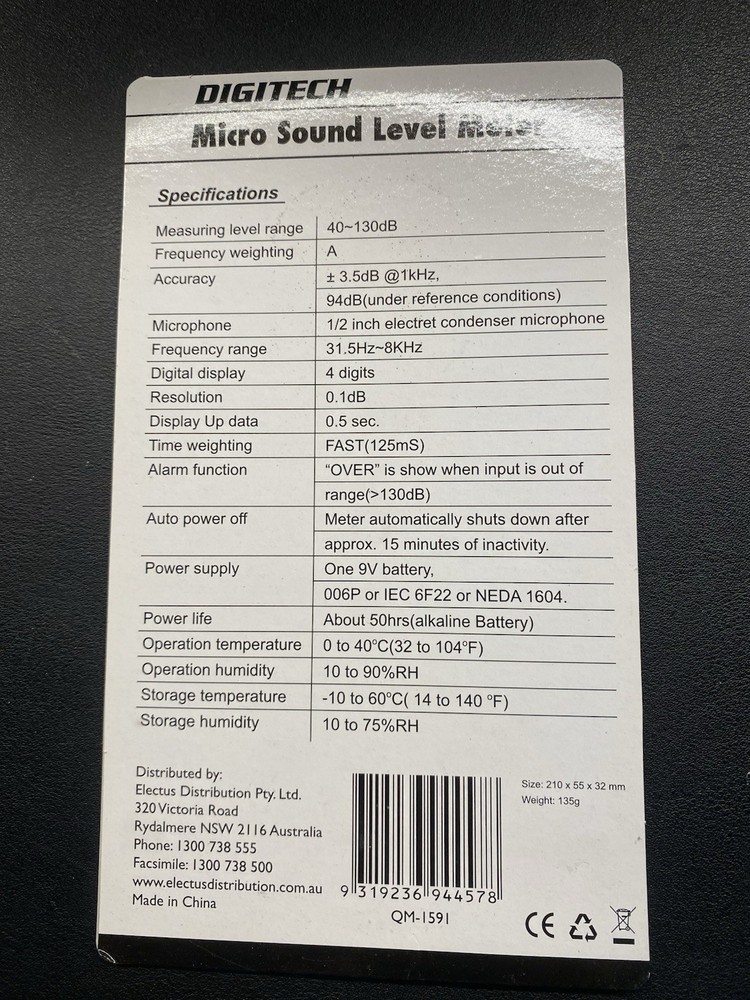 DIGITECH
Micro Sound Level Meter
Specifications
Measuring level range 40~130dB
Frequency weighting A
Accuracy ± 3.5dB @1kHz,
94dB(under reference conditions)
Microphone 1/2 inch electret condenser microphone
Frequency range 31.5Hz~8KHz
Digital display 4 digits
Resolution 0.1dB
Display Up data 0.5 sec.
Time weighting FAST(125mS)
Alarm function “OVER” is show when input is out of
range(>130dB)
Auto power off Meter automatically shuts down after
approx. 15 minutes of inactivity.
Power supply One 9V battery,
006P or IEC 6F22 or NEDA 1604.
Power life About 50hrs(alkaline Battery)
Operation temperature 0 to 40°C(32 to 104°F)
Operation humidity 10 to 90%RH
Storage temperature -10 to 60°C( 14 to 140 °F)
Storage humidity 10 to 75%RH
Distributed by:
Electus Distribution Pty. Ltd.
320 Victoria Road
Rydalmere NSW 2116 Australia
Phone: 1300 738 555
Facsimile: 1300 738 500
www.electusdistribution.com.au
Made in China
9 319236 944578
QM-1591
Size: 210 x 55 x 32 mm
Weight: 135g
CE